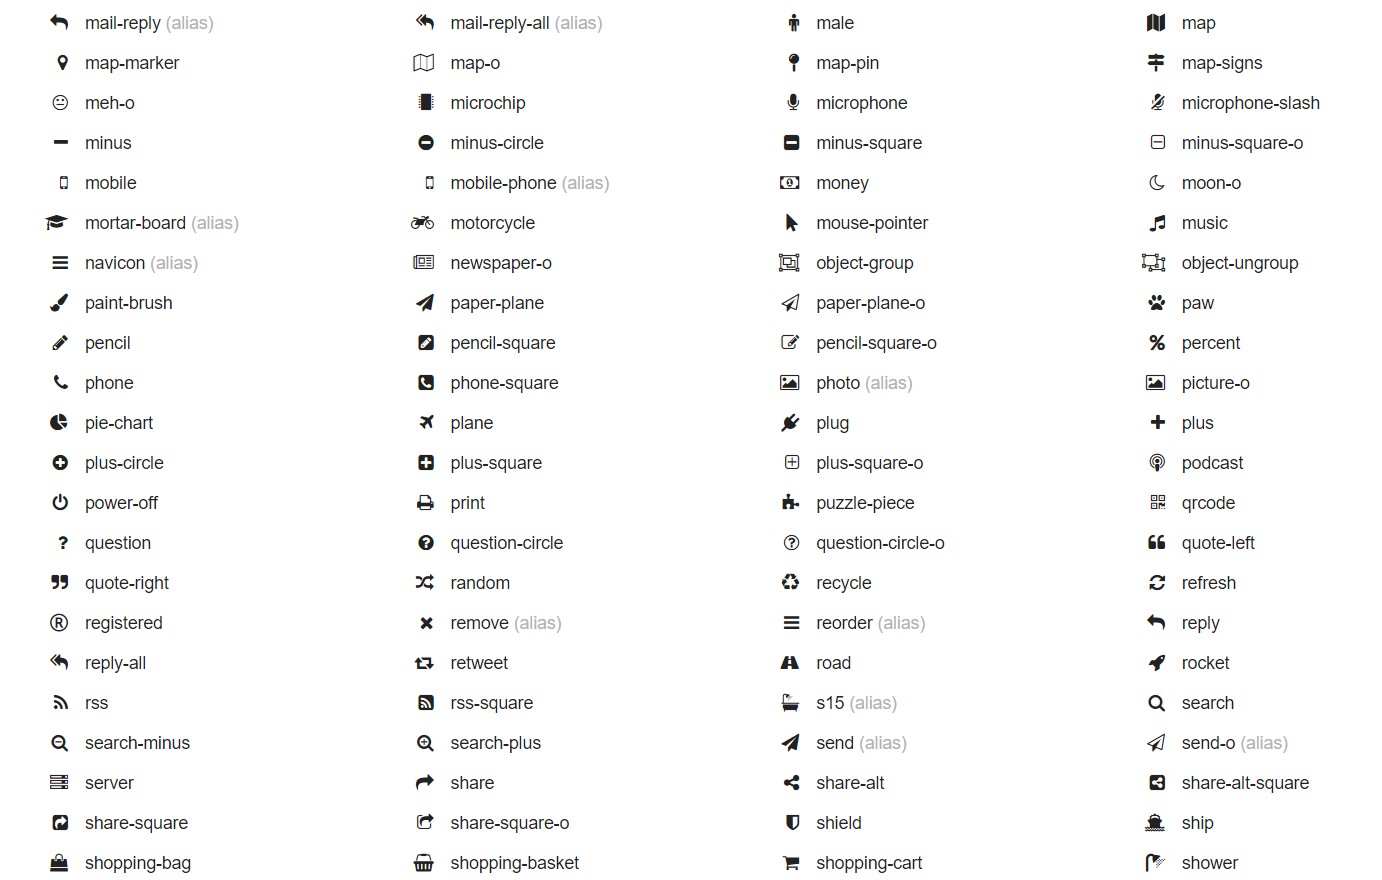 mail-reply (alias) mail-reply-all (alias) male map
map-marker map-o map-pin map-signs
meh-o microchip microphone microphone-slash
minus minus-circle minus-square minus-square-o
mobile mobile-phone (alias) money moon-o
mortar-board (alias) motorcycle mouse-pointer music
navicon (alias) newspaper-o object-group object-ungroup
paint-brush paper-plane paper-plane-o paw
pencil pencil-square pencil-square-o percent
phone phone-square photo (alias) picture-o
pie-chart plane plug plus
plus-circle plus-square plus-square-o podcast
power-off print puzzle-piece qrcode
question question-circle question-circle-o quote-left
quote-right random recycle refresh
registered remove (alias) reorder (alias) reply
reply-all retweet road rocket
rss rss-square s15 (alias) search
search-minus search-plus send (alias) send-o (alias)
server share share-alt share-alt-square
share-square share-square-o shield ship
shopping-bag shopping-basket shopping-cart shower